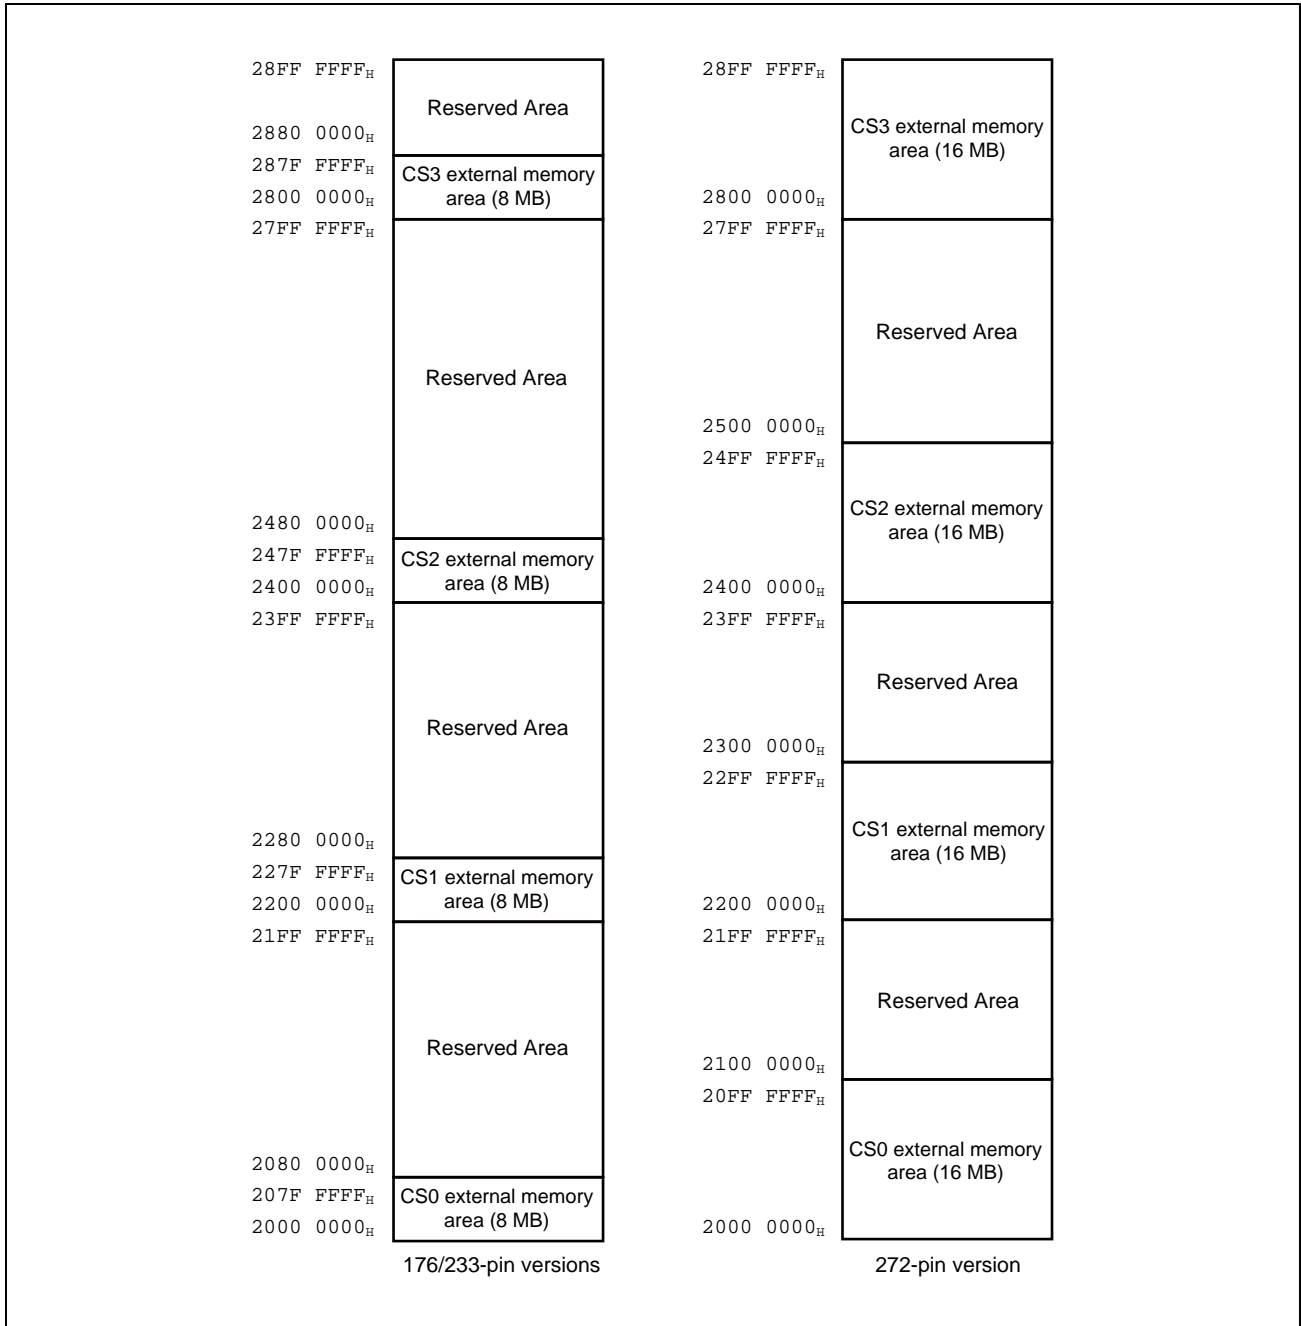 28FF FFFFH
Reserved Area
2880 0000H
287F FFFFH
CS3 external memory
area (8 MB)
2800 0000H
27FF FFFFH
Reserved Area
2480 0000H
247F FFFFH
CS2 external memory
area (8 MB)
2400 0000H
23FF FFFFH
Reserved Area
2280 0000H
227F FFFFH
CS1 external memory
area (8 MB)
2200 0000H
21FF FFFFH
Reserved Area
2080 0000H
207F FFFFH
CS0 external memory
area (8 MB)
2000 0000H
176/233-pin versions
28FF FFFFH
CS3 external memory
area (16 MB)
2800 0000H
27FF FFFFH
Reserved Area
2500 0000H
24FF FFFFH
CS2 external memory
area (16 MB)
2400 0000H
23FF FFFFH
Reserved Area
2300 0000H
22FF FFFFH
CS1 external memory
area (16 MB)
2200 0000H
21FF FFFFH
Reserved Area
2100 0000H
20FF FFFFH
CS0 external memory
area (16 MB)
2000 0000H
272-pin version